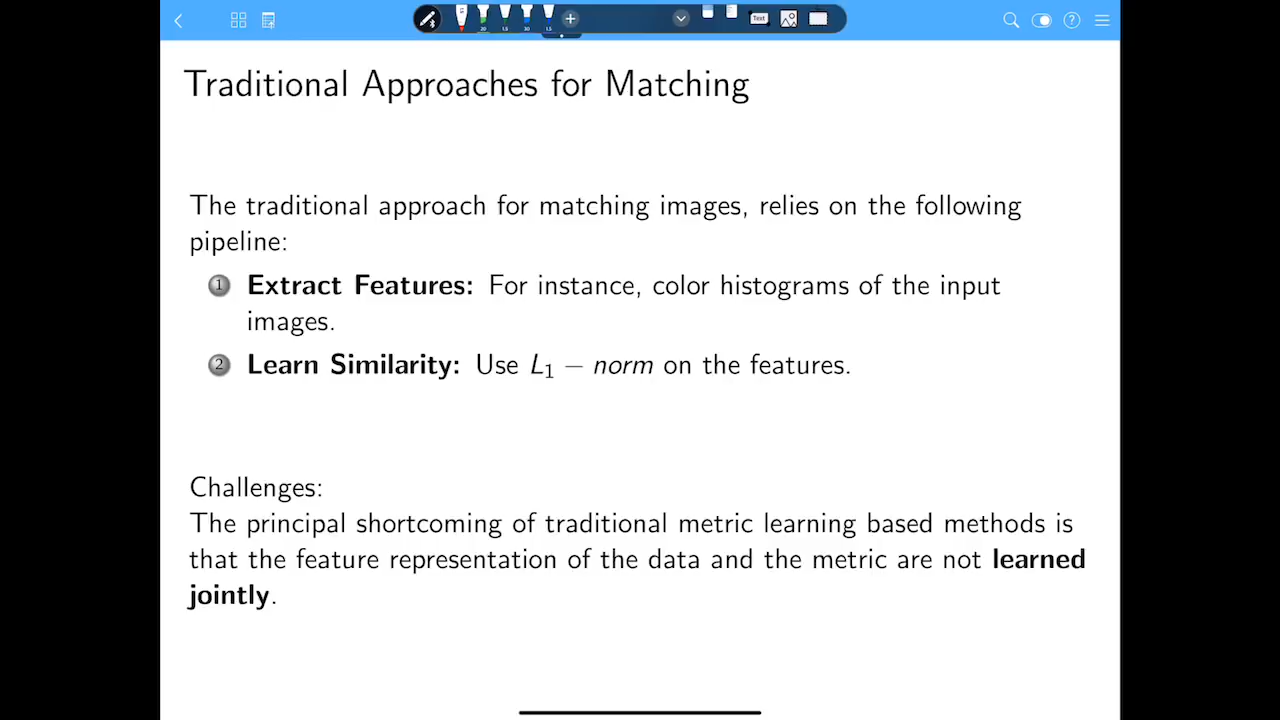 Text
Traditional Approaches for Matching
The traditional approach for matching images, relies on the following
pipeline:
1 Extract Features: For instance, color histograms of the input
images.
2 Learn Similarity: Use L₁ − norm on the features.
Challenges:
The principal shortcoming of traditional metric learning based methods is
that the feature representation of the data and the metric are not learned
jointly.